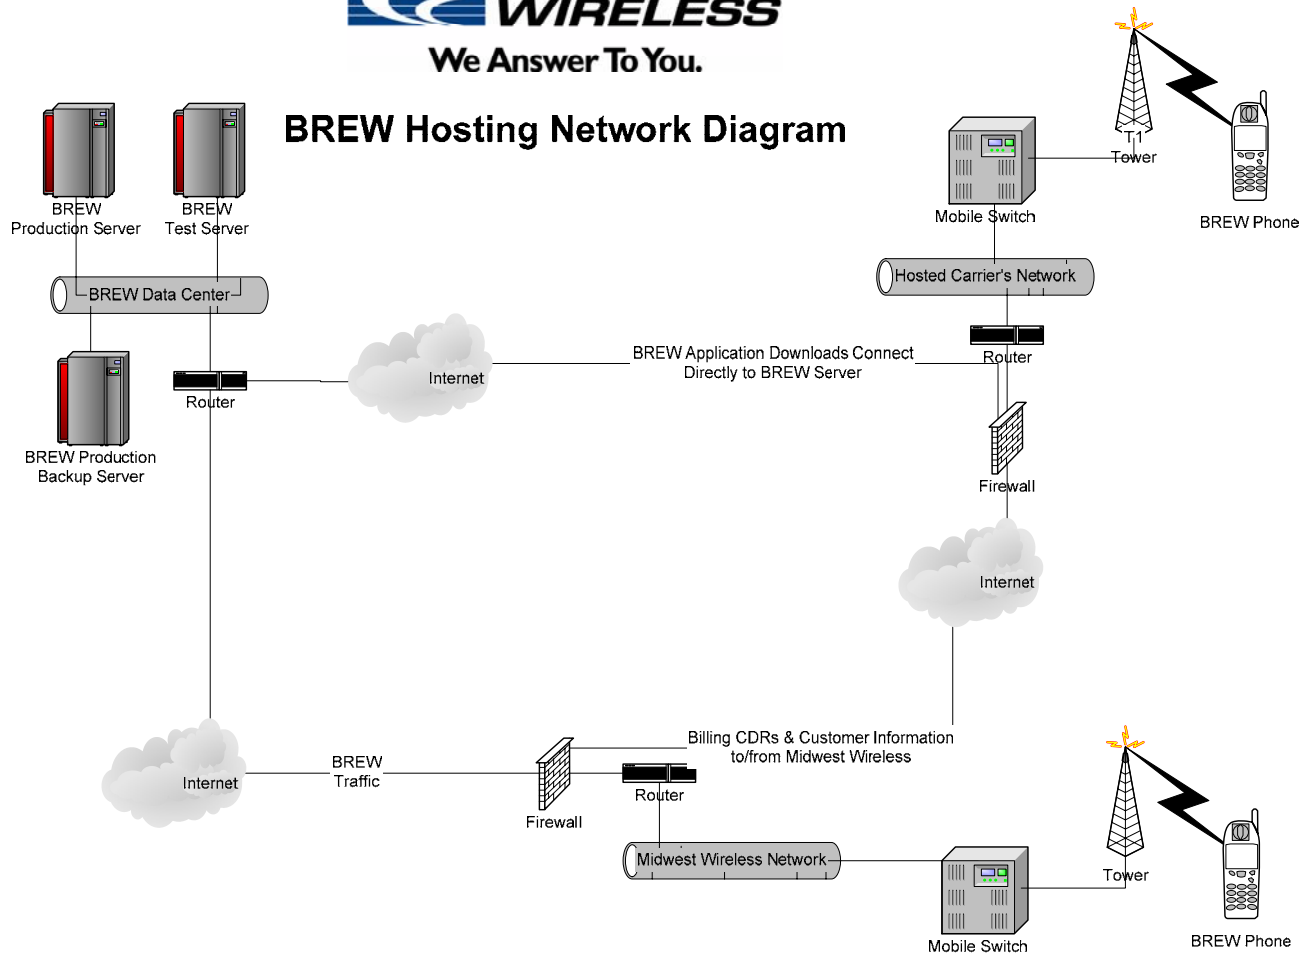 WIRELESS
We Answer To You.
BREW Hosting Network Diagram
BREW
Production Server
BREW
Test Server
BREW Data Center
BREW Production
Backup Server
Router
Internet
BREW Application Downloads Connect
Directly to BREW Server
T1
Tower
BREW Phone
Mobile Switch
Hosted Carrier's Network
Router
Firewall
Internet
Internet
BREW
Traffic
Firewall
Billing CDRs & Customer Information
to/from Midwest Wireless
Router
Midwest Wireless Network
Mobile Switch
Tower
BREW Phone